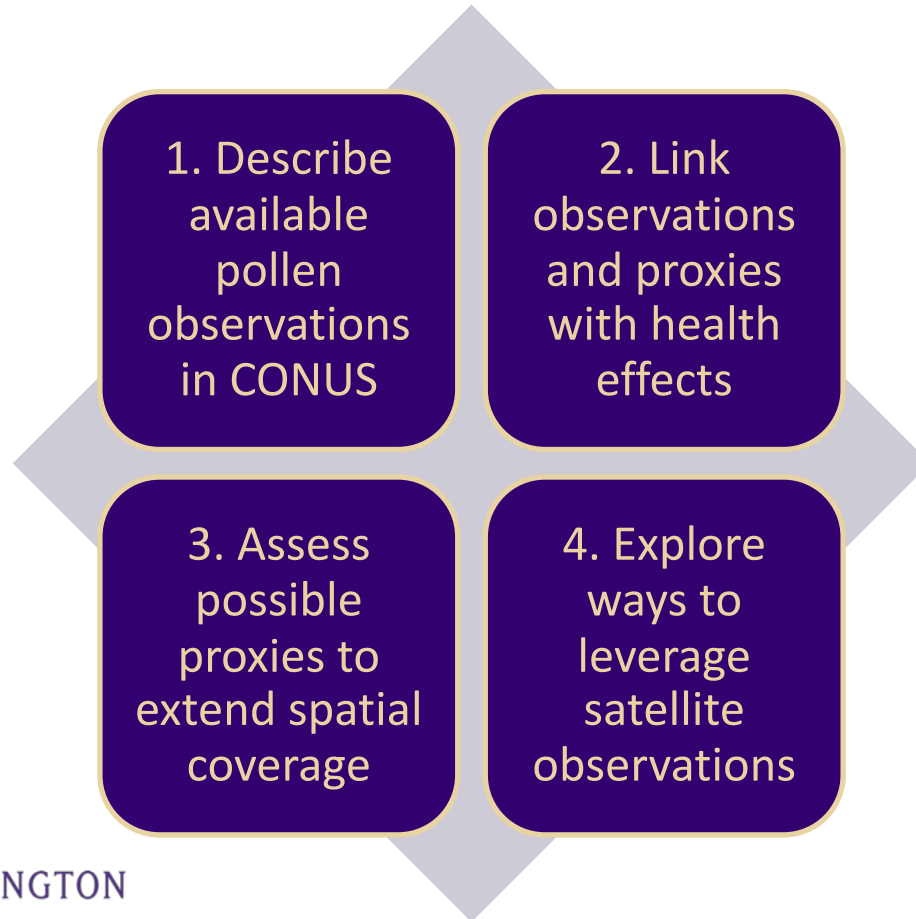 1. Describe
available
pollen
observations
in CONUS
2. Link
observations
and proxies
with health
effects
3. Assess
possible
proxies to
extend spatial
coverage
4. Explore
ways to
leverage
satellite
observations
NGTON